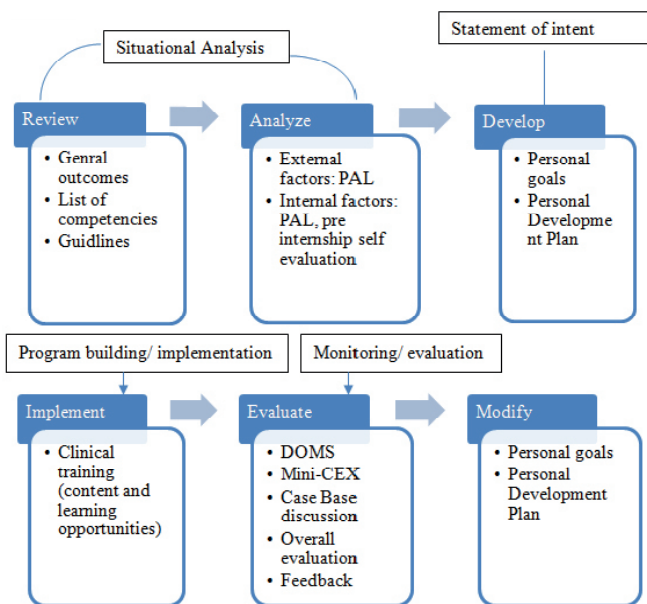 Situational Analysis
Statement of intent
Review
• Genral
outcomes
• List of
competencies
• Guidlines
Analyze
• External
factors: PAL
• Internal factors:
PAL, pre
internship self
evaluation
Develop
• Personal
goals
• Personal
Developme
nt Plan
Program building/ implementation
Monitoring/ evaluation
Implement
• Clinical
training
(content and
learning
opportunities)
Evaluate
• DOMS
• Mini-CEX
• Case Base
discussion
• Overall
evaluation
• Feedback
Modify
• Personal goals
• Personal
Development
Plan